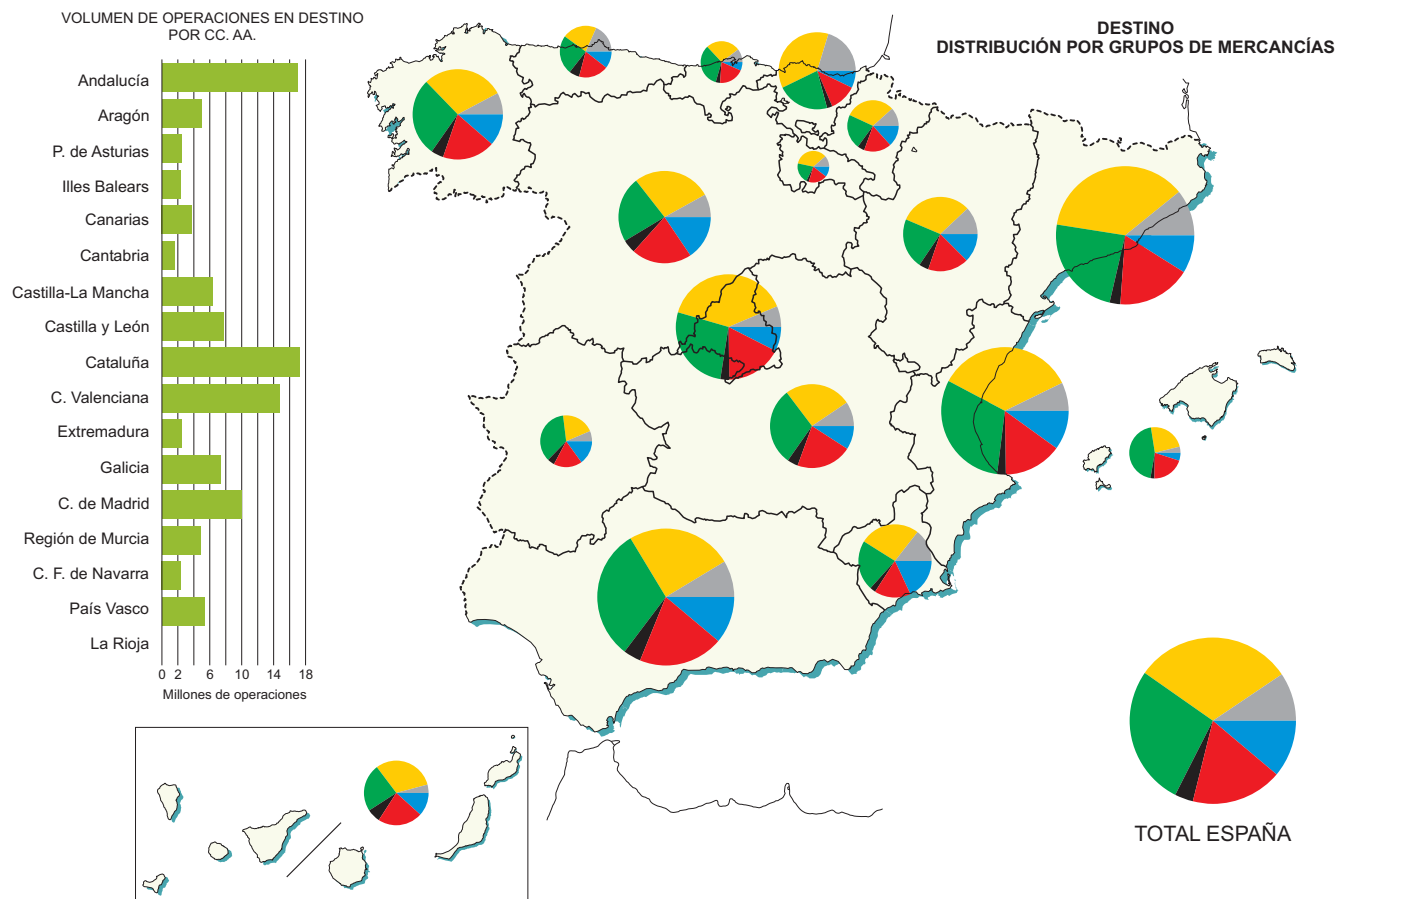 VOLUMEN DE OPERACIONES EN DESTINO
POR CC. AA.
DESTINO
DISTRIBUCIÓN POR GRUPOS DE MERCANCÍAS
Andalucía
Aragón
P. de Asturias
Illes Balears
Canarias
Cantabria
Castilla-La Mancha
Castilla y León
Cataluña
C. Valenciana
Extremadura
Galicia
C. de Madrid
Región de Murcia
C. F. de Navarra
País Vasco
La Rioja
0 2 6 10 14 18
Millones de operaciones
TOTAL ESPAÑA